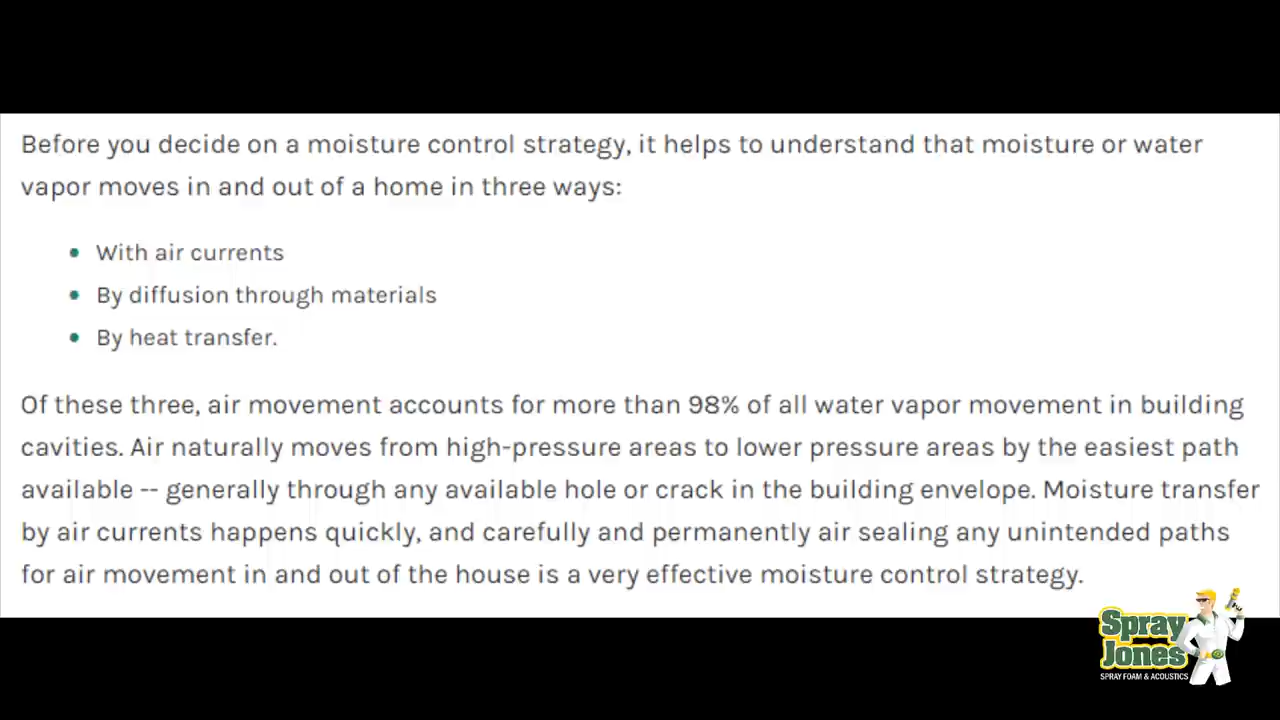 Before you decide on a moisture control strategy, it helps to understand that moisture or water
vapor moves in and out of a home in three ways:
• With air currents
• By diffusion through materials
• By heat transfer.
Of these three, air movement accounts for more than 98% of all water vapor movement in building
cavities. Air naturally moves from high-pressure areas to lower pressure areas by the easiest path
available -- generally through any available hole or crack in the building envelope. Moisture transfer
by air currents happens quickly, and carefully and permanently air sealing any unintended paths
for air movement in and out of the house is a very effective moisture control strategy.
Spray
Jones
SPRAY FOAM & ACOUSTICS